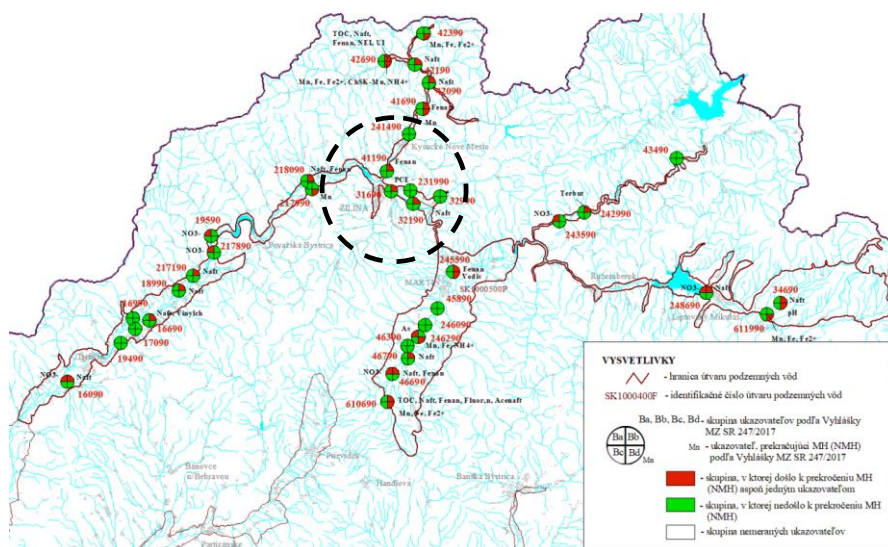 TOC, Naft,
Fenan, NEL UI
42390
Mn, Fe, Fe2+
42690
Naft
42190
Mn, Fe, Fe2+, ChSK-Mn, NH4+
Naft
42090
41690
Fenan
Mn
241490
Kysucké Nové Mesto
43490
41190
Fenan
218090
Naft, Fenan
PCE
231990
31690
217990
Mn
ŽILINA
32190
Naft
Terbut
242990
NO3-
243590
19590
NO3-
217890
Považská Bystrica
217190
Naft
18990
Naft
245590
Fenan
MARTIN
SK1000500P
Ružomberok
NO3-
Naft
248690
Liptovský Mikuláš
34690
Naft
pH
611990
Mn, Fe, Fe2+
45890
16990
Naft, Vinylch
16690
17090
19490
246090
As
46390
246290
Mn, Fe, NH4+
46790
Naft
NO3-
Naft
16090
NO3-
Naft, Fenan
46690
610690
TOC, Naft, Fenan, Fluor,n, Acenaft
Mn, Fe, Fe2+
Prievidza
Bánovce
n/Bebravou
Handlová
Banská Bystrica
Partizánske
VYSVETLIVKY
- hranica útvaru podzemných vôd
SK1000400F - identifikačné číslo útvaru podzemných vôd
Ba, Bb, Bc, Bd - skupina ukazovateľov podľa Vyhlášky
MZ SR 247/2017
Ba Bb
Bc Bd
Mn
Mn - ukazovateľ, prekračujúci MH (NMH)
podľa Vyhlášky MZ SR 247/2017
- skupina, v ktorej došlo k prekročeniu MH
(NMH) aspoň jedným ukazovateľom
- skupina, v ktorej nedošlo k prekročeniu MH
(NMH)
- skupina nemeraných ukazovateľov